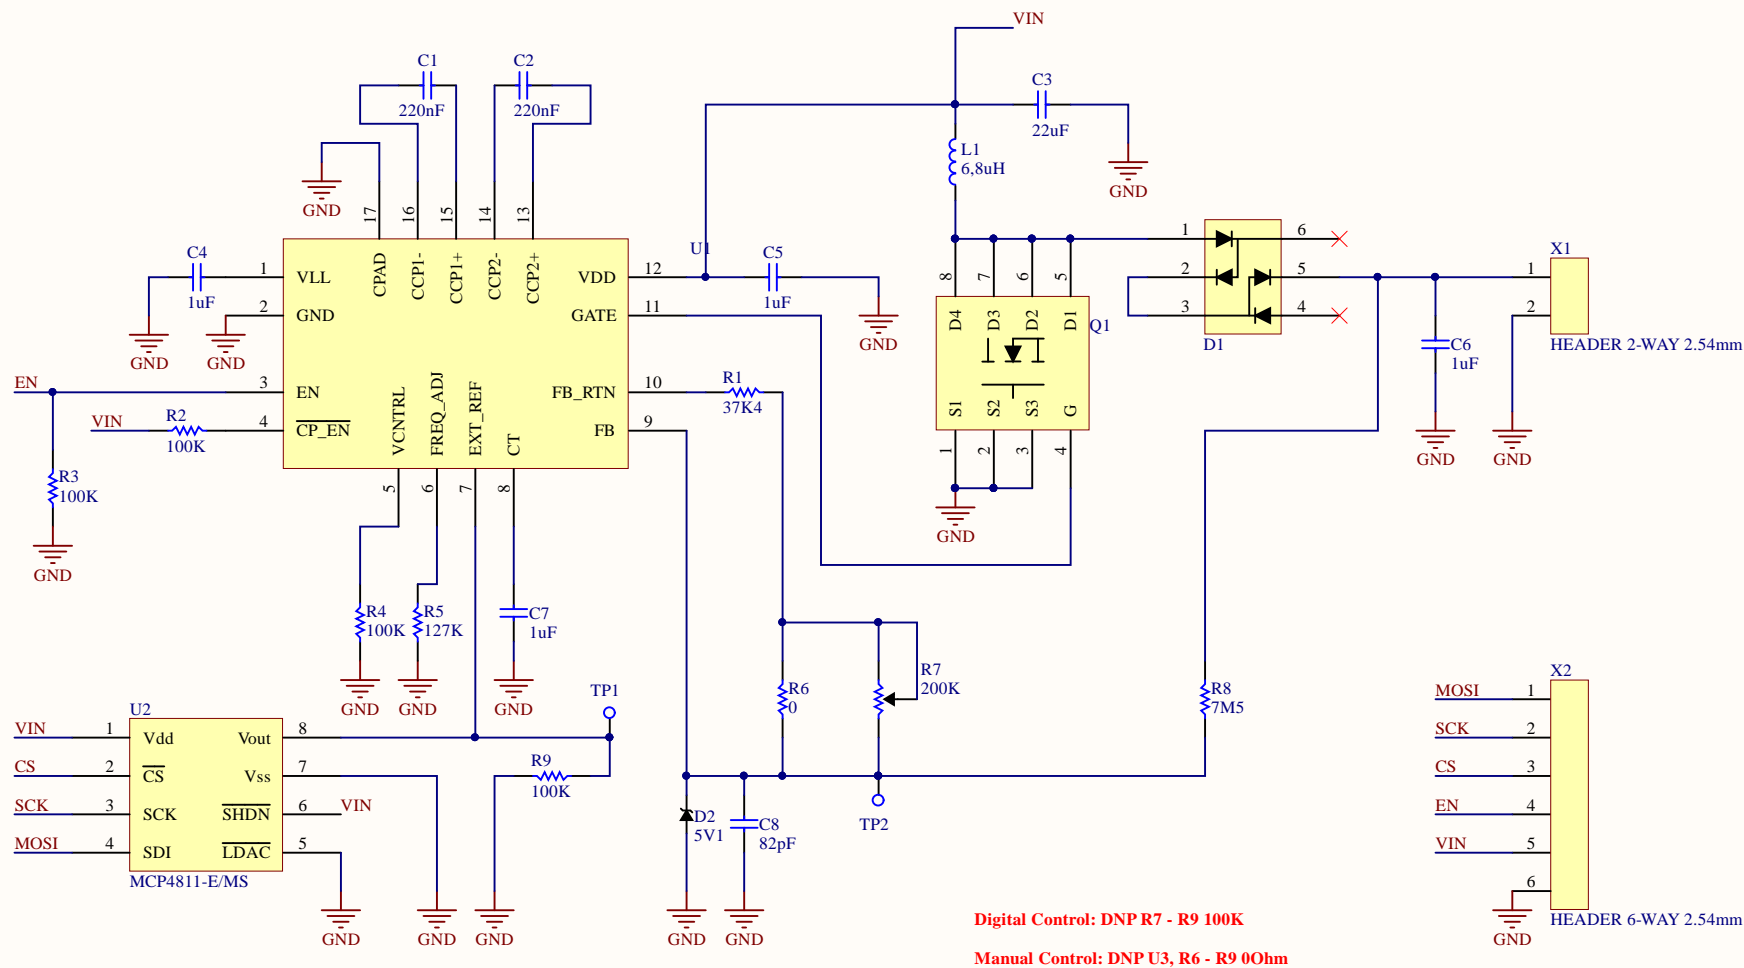 VIN
C1
220nF
C2
220nF
C3
22uF
GND
L1
6,8uH
GND
17
16
15
14
13
CPAD
CCP1-
CCP1+
CCP2-
CCP2+
U1
C4
1uF
GND
1
VLL
2
GND
GND
EN
3
EN
VIN
R2
100K
4
CP_EN
R3
100K
GND
VDD
12
GATE
11
FB_RTN
10
FB
9
C5
1uF
GND
R1
37K4
VCNTRL
FREQ_ADJ
EXT_REF
CT
5
6
7
8
R4
100K
GND
R5
127K
GND
C7
1uF
GND
8
7
6
5
D4
D3
D2
D1
Q1
S1
S2
S3
G
1
2
3
4
GND
1
2
3
6
5
4
D1
X1
1
2
HEADER 2-WAY 2.54mm
C6
1uF
GND
GND
R6
0
R7
200K
R8
7M5
TP1
TP2
R9
100K
GND
D2
5V1
GND
C8
82pF
GND
U2
VIN
1
Vdd
CS
2
CS
SCK
3
SCK
MOSI
4
SDI
Vout
8
Vss
7
SHDN
6
VIN
LDAC
5
MCP4811-E/MS
GND
GND
X2
MOSI
1
SCK
2
CS
3
EN
4
VIN
5
6
GND
HEADER 6-WAY 2.54mm
Digital Control: DNP R7 - R9 100K
Manual Control: DNP U3, R6 - R9 0Ohm